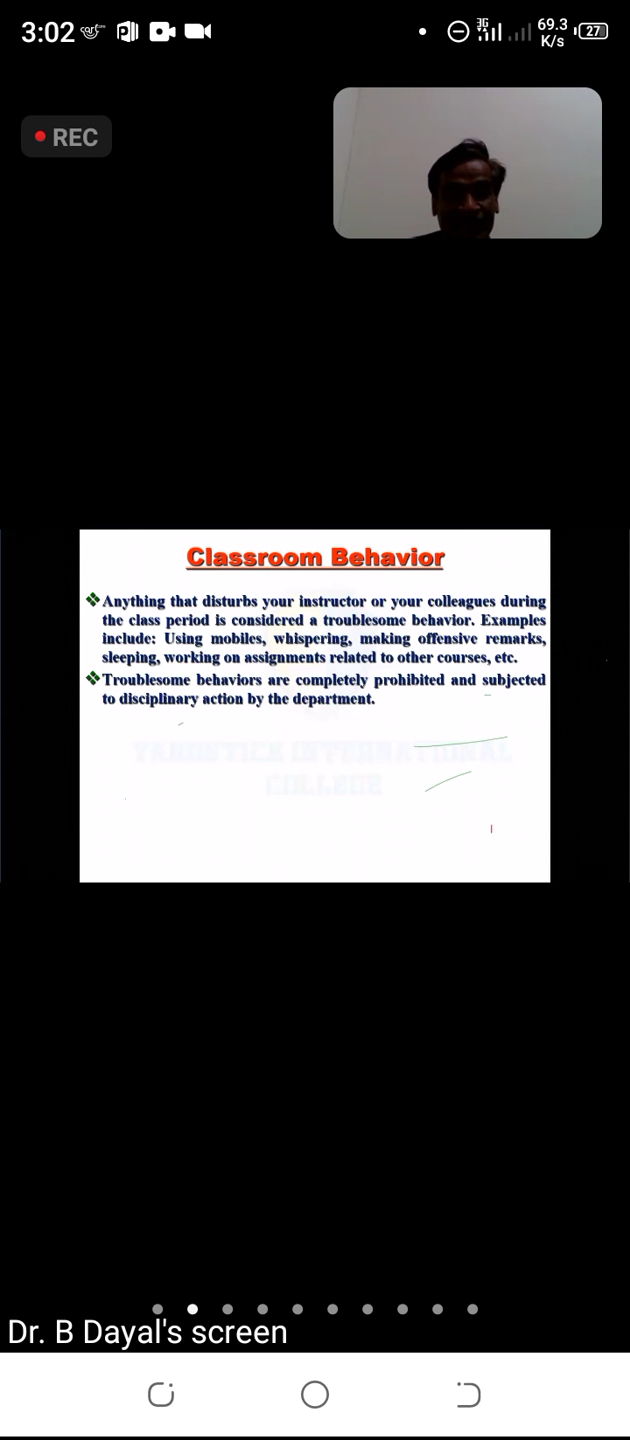 3:02
3G
69.3
K/s
27
REC
Classroom Behavior
Anything that disturbs your instructor or your colleagues during
the class period is considered a troublesome behavior. Examples
include: Using mobiles, whispering, making offensive remarks,
sleeping, working on assignments related to other courses, etc.
Troublesome behaviors are completely prohibited and subjected
to disciplinary action by the department.
INTERNATIONAL
COLLEGE
Dr. B Dayal's screen